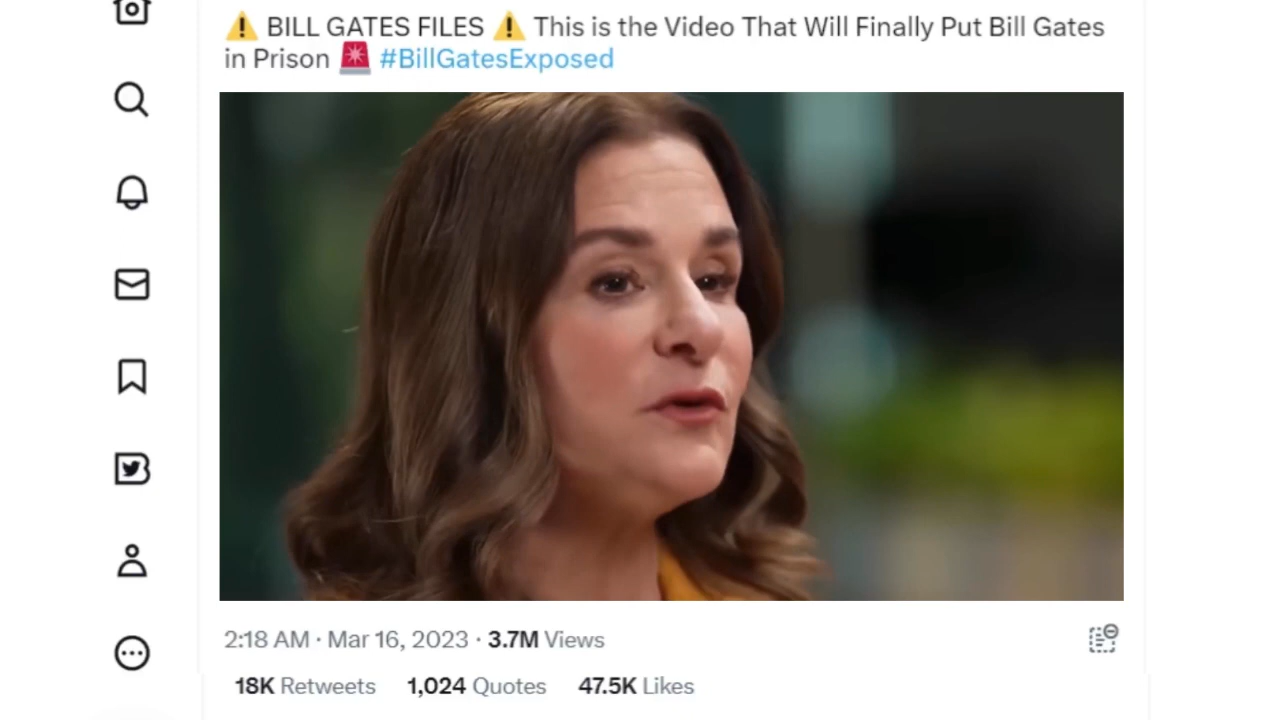 ⚠️ BILL GATES FILES ⚠️ This is the Video That Will Finally Put Bill Gates
in Prison 🚨 #BillGatesExposed
2:18 AM · Mar 16, 2023 · 3.7M Views
18K Retweets 1,024 Quotes 47.5K Likes